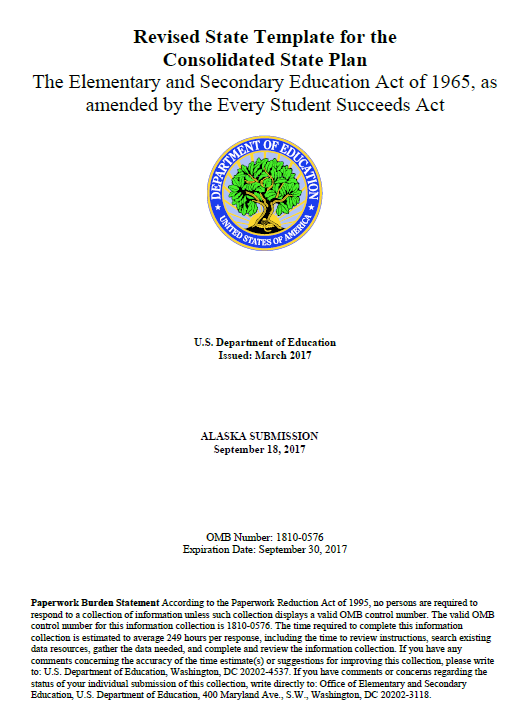 Revised State Template for the
Consolidated State Plan
The Elementary and Secondary Education Act of 1965, as
amended by the Every Student Succeeds Act
DEPARTMENT OF EDUCATION
UNITED STATES OF AMERICA
U.S. Department of Education
Issued: March 2017
ALASKA SUBMISSION
September 18, 2017
OMB Number: 1810-0576
Expiration Date: September 30, 2017
Paperwork Burden Statement According to the Paperwork Reduction Act of 1995, no persons are required to
respond to a collection of information unless such collection displays a valid OMB control number. The valid OMB
control number for this information collection is 1810-0576. The time required to complete this information
collection is estimated to average 249 hours per response, including the time to review instructions, search existing
data resources, gather the data needed, and complete and review the information collection. If you have any
comments concerning the accuracy of the time estimate(s) or suggestions for improving this collection, please write
to: U.S. Department of Education, Washington, DC 20202-4537. If you have comments or concerns regarding the
status of your individual submission of this collection, write directly to: Office of Elementary and Secondary
Education, U.S. Department of Education, 400 Maryland Ave., S.W., Washington, DC 20202-3118.